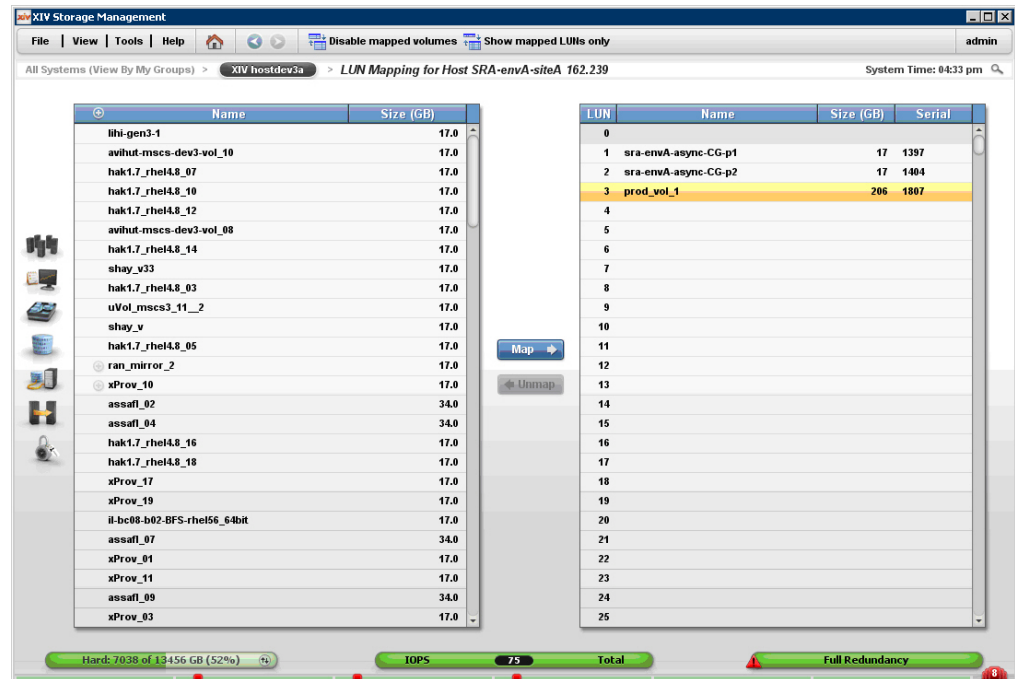 XIV XIV Storage Management
File | View | Tools | Help Disable mapped volumes Show mapped LUNs only admin
All Systems (View By My Groups) > XIV hostdev3a > LUN Mapping for Host SRA-envA-siteA 162.239 System Time: 04:33 pm
Name Size (GB)
lihi-gen3-1 17.0
avihut-mscs-dev3-vol_10 17.0
hak1.7_rhel4.8_07 17.0
hak1.7_rhel4.8_10 17.0
hak1.7_rhel4.8_12 17.0
avihut-mscs-dev3-vol_08 17.0
hak1.7_rhel4.8_14 17.0
shay_v33 17.0
hak1.7_rhel4.8_03 17.0
uVol_mscs3_11__2 17.0
shay_v 17.0
hak1.7_rhel4.8_05 17.0
ran_mirror_2 17.0
xProv_10 17.0
assafl_02 34.0
assafl_04 34.0
hak1.7_rhel4.8_16 17.0
hak1.7_rhel4.8_18 17.0
xProv_17 17.0
xProv_19 17.0
il-bc08-b02-BFS-rhel56_64bit 17.0
assafl_07 34.0
xProv_01 17.0
xProv_11 17.0
assafl_09 34.0
xProv_03 17.0
Map
Unmap
LUN Name Size (GB) Serial
0
1 sra-envA-async-CG-p1 17 1397
2 sra-envA-async-CG-p2 17 1404
3 prod_vol_1 206 1807
4
5
6
7
8
9
10
11
12
13
14
15
16
17
18
19
20
21
22
23
24
25
Hard: 7038 of 13456 GB (52%) IOPS 75 Total Full Redundancy
8